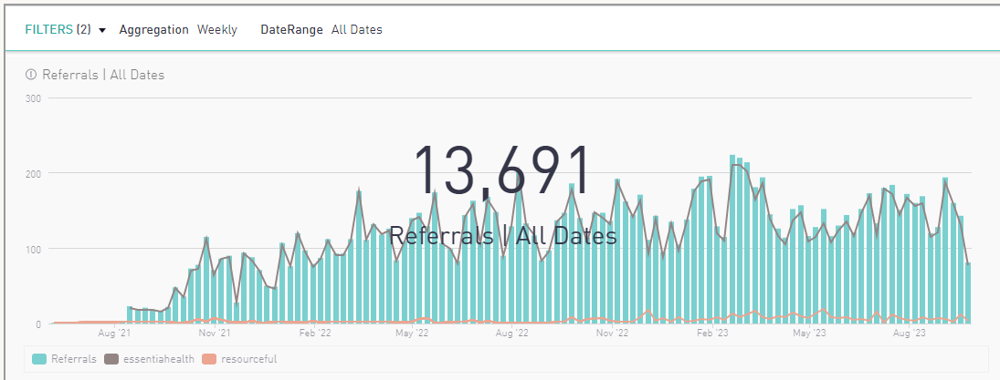 FILTERS (2) Aggregation Weekly DateRange All Dates
Referrals | All Dates
300
13,691
200
Referrals | All Dates
100
0
Aug '21 Nov '21 Feb '22 May '22 Aug '22 Nov '22 Feb '23 May '23 Aug '23
Referrals essentiahealth resourceful